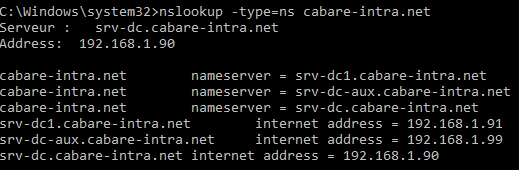 C:\Windows\system32>nslookup -type=ns cabare-intra.net
Serveur :   srv-dc.cabare-intra.net
Address:  192.168.1.90
cabare-intra.net        nameserver = srv-dc1.cabare-intra.net
cabare-intra.net        nameserver = srv-dc-aux.cabare-intra.net
cabare-intra.net        nameserver = srv-dc.cabare-intra.net
srv-dc1.cabare-intra.net        internet address = 192.168.1.91
srv-dc-aux.cabare-intra.net     internet address = 192.168.1.99
srv-dc.cabare-intra.net internet address = 192.168.1.90